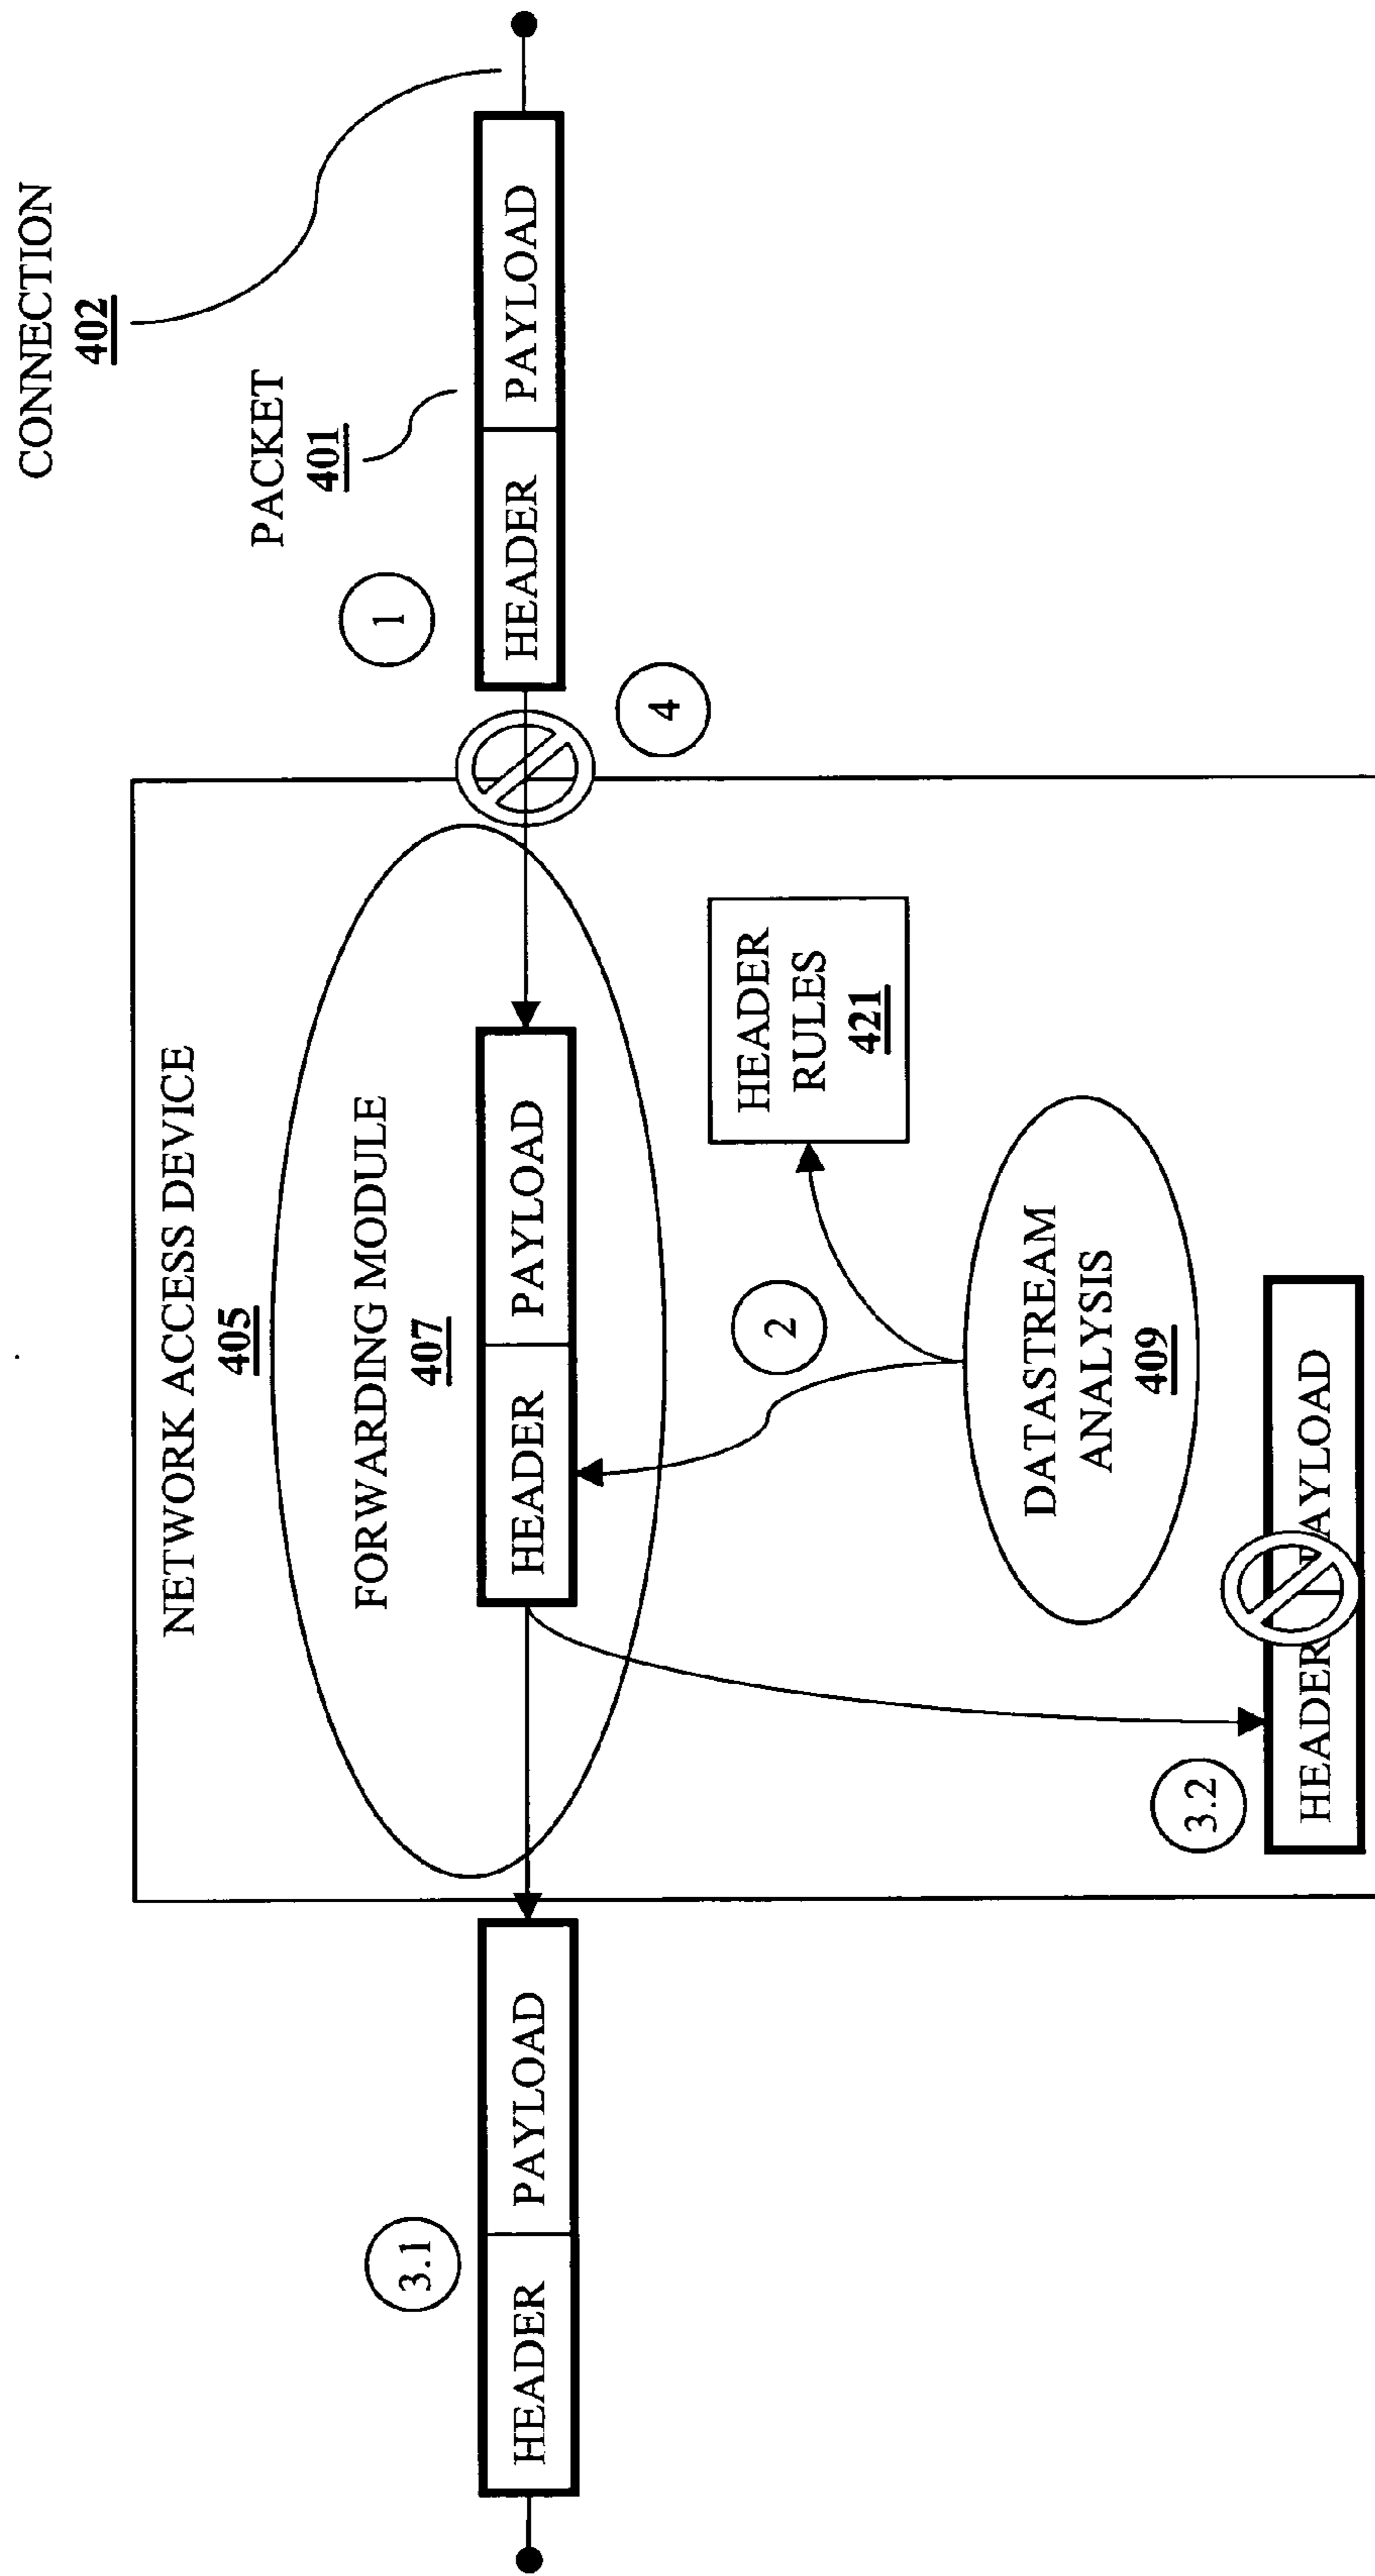 CONNECTION
402
PACKET
401
1
HEADER
PAYLOAD
4
NETWORK ACCESS DEVICE
405
FORWARDING MODULE
407
HEADER
PAYLOAD
HEADER
RULES
421
2
DATASTREAM
ANALYSIS
409
3.1
HEADER
PAYLOAD
3.2
HEADER
PAYLOAD